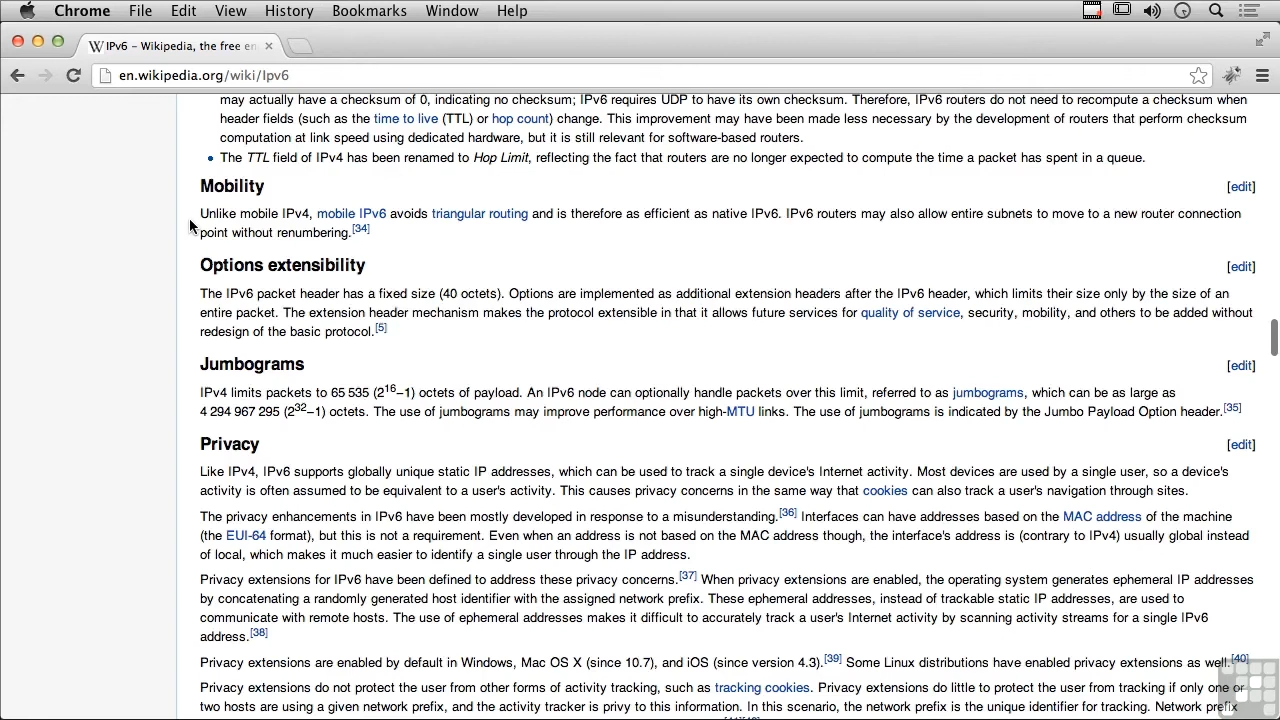 Chrome File Edit View History Bookmarks Window Help
IPv6 – Wikipedia, the free en
en.wikipedia.org/wiki/Ipv6
may actually have a checksum of 0, indicating no checksum; IPv6 requires UDP to have its own checksum. Therefore, IPv6 routers do not need to recompute a checksum when
header fields (such as the time to live (TTL) or hop count) change. This improvement may have been made less necessary by the development of routers that perform checksum
computation at link speed using dedicated hardware, but it is still relevant for software-based routers.
• The TTL field of IPv4 has been renamed to Hop Limit, reflecting the fact that routers are no longer expected to compute the time a packet has spent in a queue.
Mobility [edit]
Unlike mobile IPv4, mobile IPv6 avoids triangular routing and is therefore as efficient as native IPv6. IPv6 routers may also allow entire subnets to move to a new router connection
point without renumbering.[34]
Options extensibility [edit]
The IPv6 packet header has a fixed size (40 octets). Options are implemented as additional extension headers after the IPv6 header, which limits their size only by the size of an
entire packet. The extension header mechanism makes the protocol extensible in that it allows future services for quality of service, security, mobility, and others to be added without
redesign of the basic protocol.[5]
Jumbograms [edit]
IPv4 limits packets to 65 535 (2¹⁶–1) octets of payload. An IPv6 node can optionally handle packets over this limit, referred to as jumbograms, which can be as large as
4 294 967 295 (2³²–1) octets. The use of jumbograms may improve performance over high-MTU links. The use of jumbograms is indicated by the Jumbo Payload Option header.[35]
Privacy [edit]
Like IPv4, IPv6 supports globally unique static IP addresses, which can be used to track a single device's Internet activity. Most devices are used by a single user, so a device's
activity is often assumed to be equivalent to a user's activity. This causes privacy concerns in the same way that cookies can also track a user's navigation through sites.
The privacy enhancements in IPv6 have been mostly developed in response to a misunderstanding.[36] Interfaces can have addresses based on the MAC address of the machine
(the EUI-64 format), but this is not a requirement. Even when an address is not based on the MAC address though, the interface's address is (contrary to IPv4) usually global instead
of local, which makes it much easier to identify a single user through the IP address.
Privacy extensions for IPv6 have been defined to address these privacy concerns.[37] When privacy extensions are enabled, the operating system generates ephemeral IP addresses
by concatenating a randomly generated host identifier with the assigned network prefix. These ephemeral addresses, instead of trackable static IP addresses, are used to
communicate with remote hosts. The use of ephemeral addresses makes it difficult to accurately track a user's Internet activity by scanning activity streams for a single IPv6
address.[38]
Privacy extensions are enabled by default in Windows, Mac OS X (since 10.7), and iOS (since version 4.3).[39] Some Linux distributions have enabled privacy extensions as well.[40]
Privacy extensions do not protect the user from other forms of activity tracking, such as tracking cookies. Privacy extensions do little to protect the user from tracking if only one or
two hosts are using a given network prefix, and the activity tracker is privy to this information. In this scenario, the network prefix is the unique identifier for tracking. Network prefix